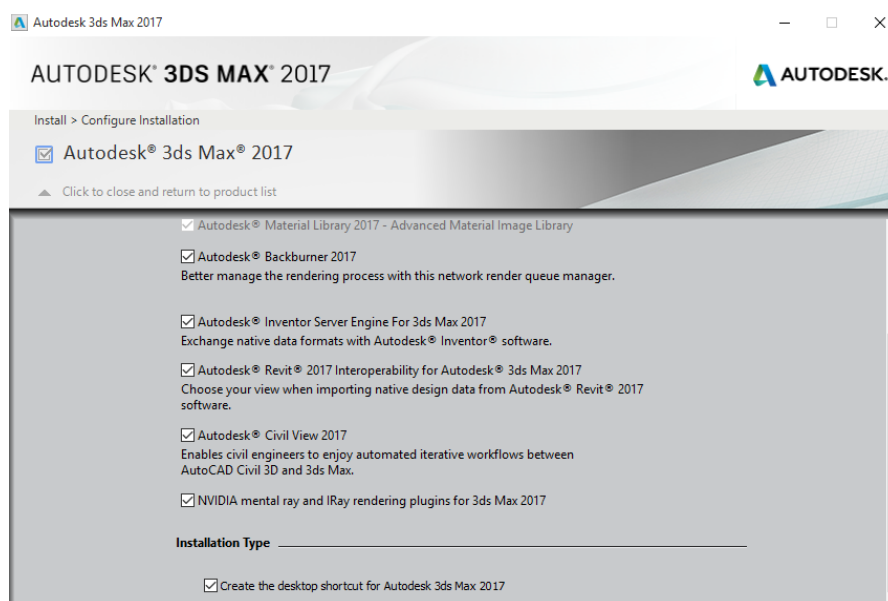 Autodesk 3ds Max 2017
AUTODESK® 3DS MAX® 2017
AUTODESK.
Install > Configure Installation
Autodesk® 3ds Max® 2017
Click to close and return to product list
Autodesk® Material Library 2017 - Advanced Material Image Library
Autodesk® Backburner 2017
Better manage the rendering process with this network render queue manager.
Autodesk® Inventor Server Engine For 3ds Max 2017
Exchange native data formats with Autodesk® Inventor® software.
Autodesk® Revit® 2017 Interoperability for Autodesk® 3ds Max 2017
Choose your view when importing native design data from Autodesk® Revit® 2017
software.
Autodesk® Civil View 2017
Enables civil engineers to enjoy automated iterative workflows between
AutoCAD Civil 3D and 3ds Max.
NVIDIA mental ray and IRay rendering plugins for 3ds Max 2017
Installation Type
Create the desktop shortcut for Autodesk 3ds Max 2017